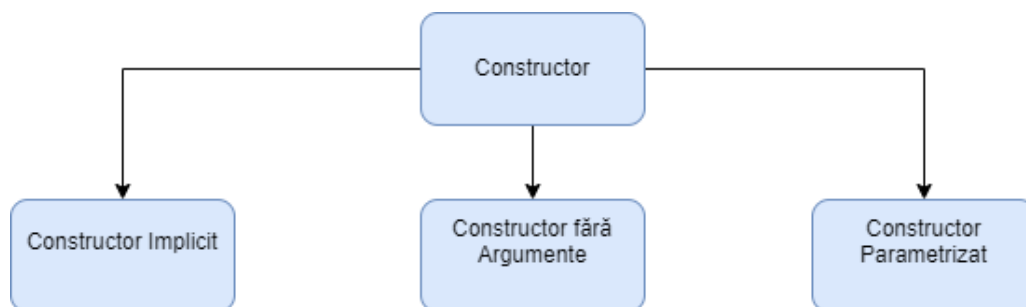 Constructor
Constructor Implicit
Constructor fără
Argumente
Constructor
Parametrizat